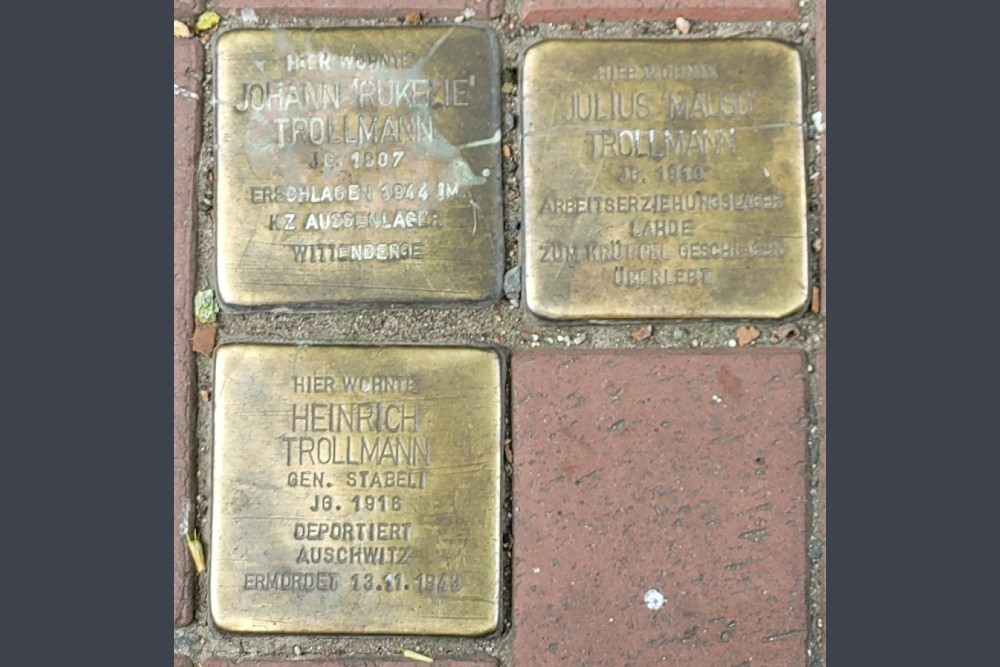 HIER WOHNTE
JOHANN 'RUKELIE'
TROLLMANN
JG. 1907
ERSCHLAGEN 1944 IM
KZ AUSSENLAGER
WITTENBERGE
HIER WOHNTE
JULIUS 'MAUSO'
TROLLMANN
JG. 1910
ARBEITSERZIEHUNGSLAGER
LAHDE
ZUM KRÜPPEL GESCHLAGEN
ÜBERLEBT
HIER WOHNTE
HEINRICH
TROLLMANN
GEN. STABELI
JG. 1916
DEPORTIERT
AUSCHWITZ
ERMORDET 13.11.1943